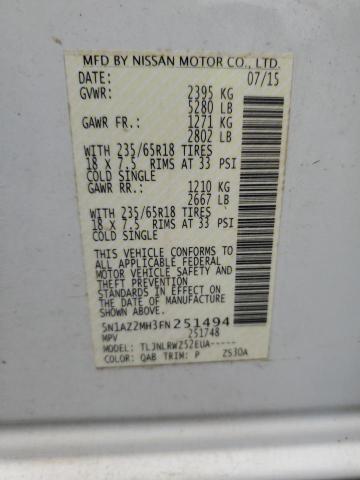 MFD BY NISSAN MOTOR CO., LTD.
DATE: 07/15
GVWR: 2395 KG
5280 LB
GAWR FR.: 1271 KG
2802 LB
WITH 235/65R18 TIRES
18 X 7.5 RIMS AT 33 PSI
COLD SINGLE
GAWR RR.: 1210 KG
2667 LB
WITH 235/65R18 TIRES
18 X 7.5 RIMS AT 33 PSI
COLD SINGLE
THIS VEHICLE CONFORMS TO
ALL APPLICABLE FEDERAL
MOTOR VEHICLE SAFETY AND
THEFT PREVENTION
STANDARDS IN EFFECT ON
THE DATE OF MANUFACTURE
SHOWN ABOVE.
5N1AZ2MH3FN251494
MPV 251748
MODEL: TLJNLRWZ52EUA-----
COLOR: QAB TRIM: P ZS30A